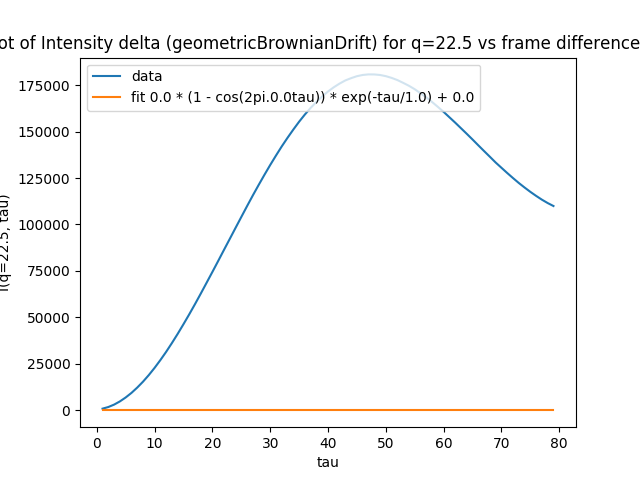 ot of Intensity delta (geometricBrownianDrift) for q=22.5 vs frame difference
data
fit 0.0 * (1 - cos(2pi.0.0tau)) * exp(-tau/1.0) + 0.0
I(q=22.5, tau)
175000
150000
125000
100000
75000
50000
25000
0
0 10 20 30 40 50 60 70 80
tau